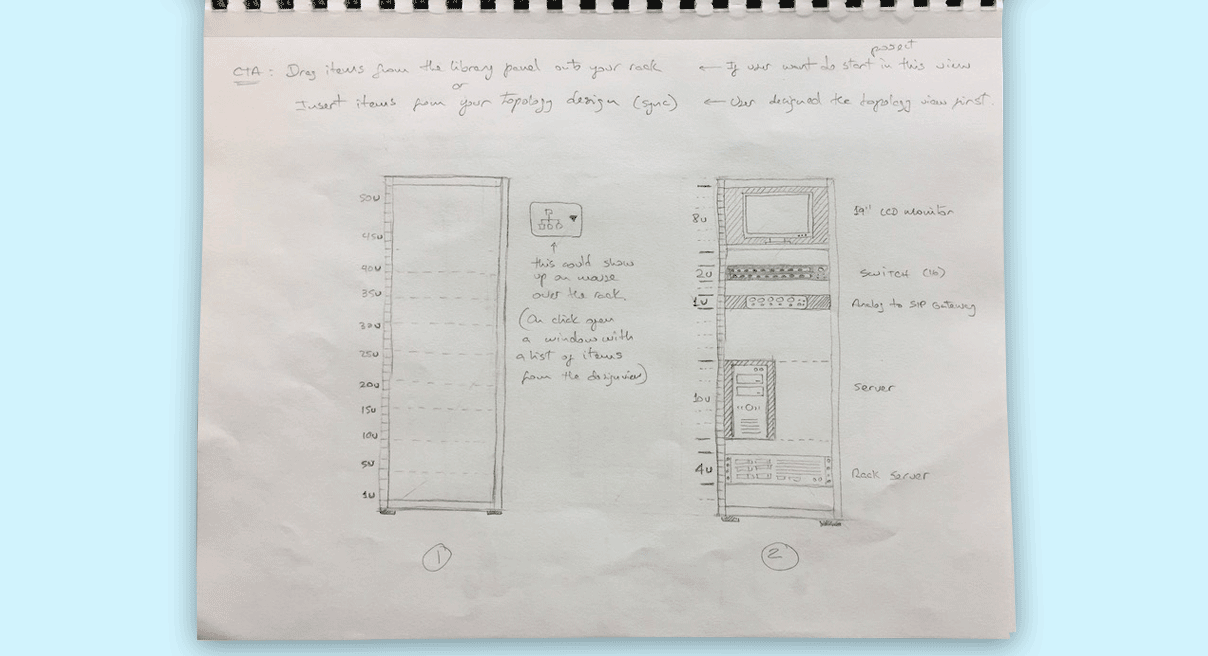 posect
CTA : Drag items from the library panel onto your rack ← If user want do start in this view
or
Insert items from your Topology design (sync) ← User designed the topology view first.
50U
45U
40U
35U
30U
25U
20U
15U
10U
5U
1U
↑
this could show
up on mouse
over the rack.
(On click open
a window with
a list of items
from the design view)
8U
19" LCD Monitor
2U
Switch (16)
1U
Analog to SIP Gateway
10U
Server
4U
Rack Server
1
2